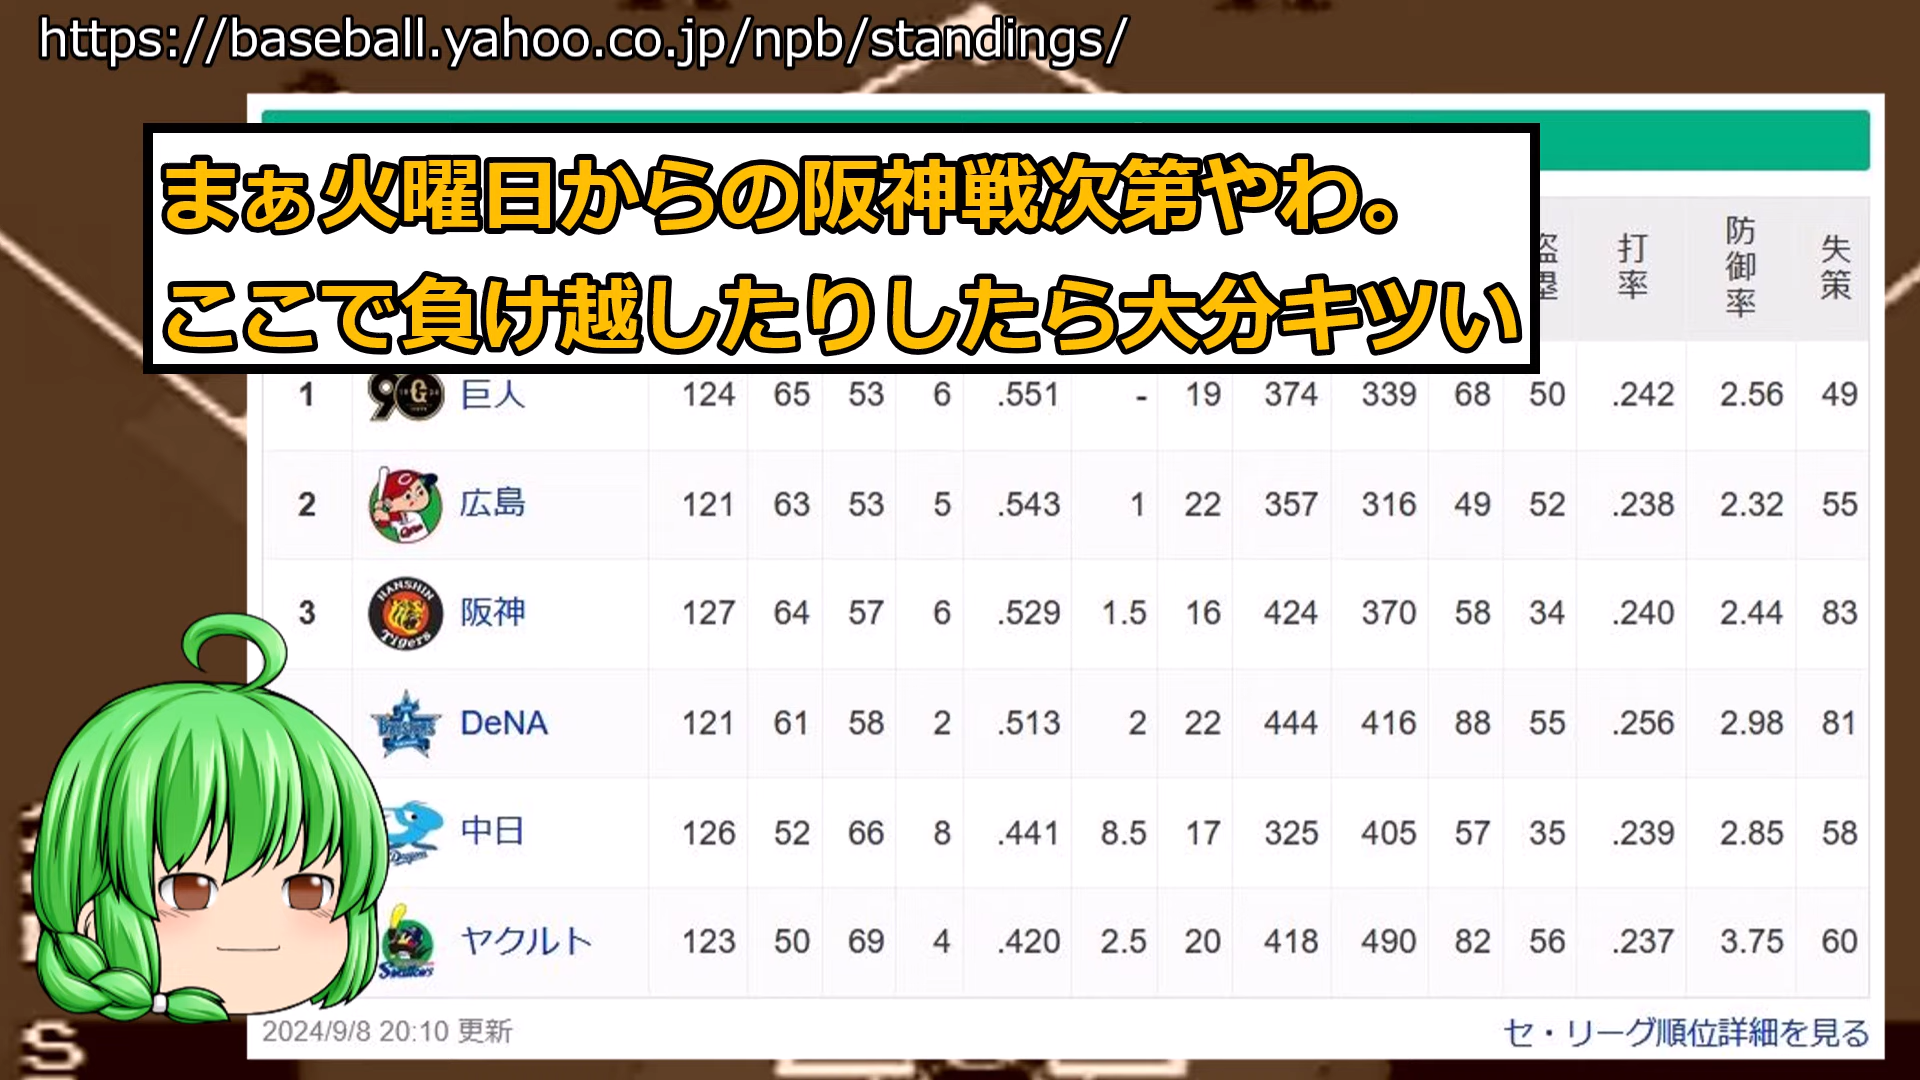 https://baseball.yahoo.co.jp/npb/standings/
まぁ火曜日からの阪神戦次第やわ。
ここで負け越したりしたら大分キツい
打率 防御率 失策
1 巨人 124 65 53 6 .551 - 19 374 339 68 50 .242 2.56 49
2 広島 121 63 53 5 .543 1 22 357 316 49 52 .238 2.32 55
3 HANSHIN Tigers 阪神 127 64 57 6 .529 1.5 16 424 370 58 34 .240 2.44 83
DeNA 121 61 58 2 .513 2 22 444 416 88 55 .256 2.98 81
中日 126 52 66 8 .441 8.5 17 325 405 57 35 .239 2.85 58
ヤクルト 123 50 69 4 .420 2.5 20 418 490 82 56 .237 3.75 60
2024/9/8 20:10 更新
セ・リーグ順位詳細を見る
S